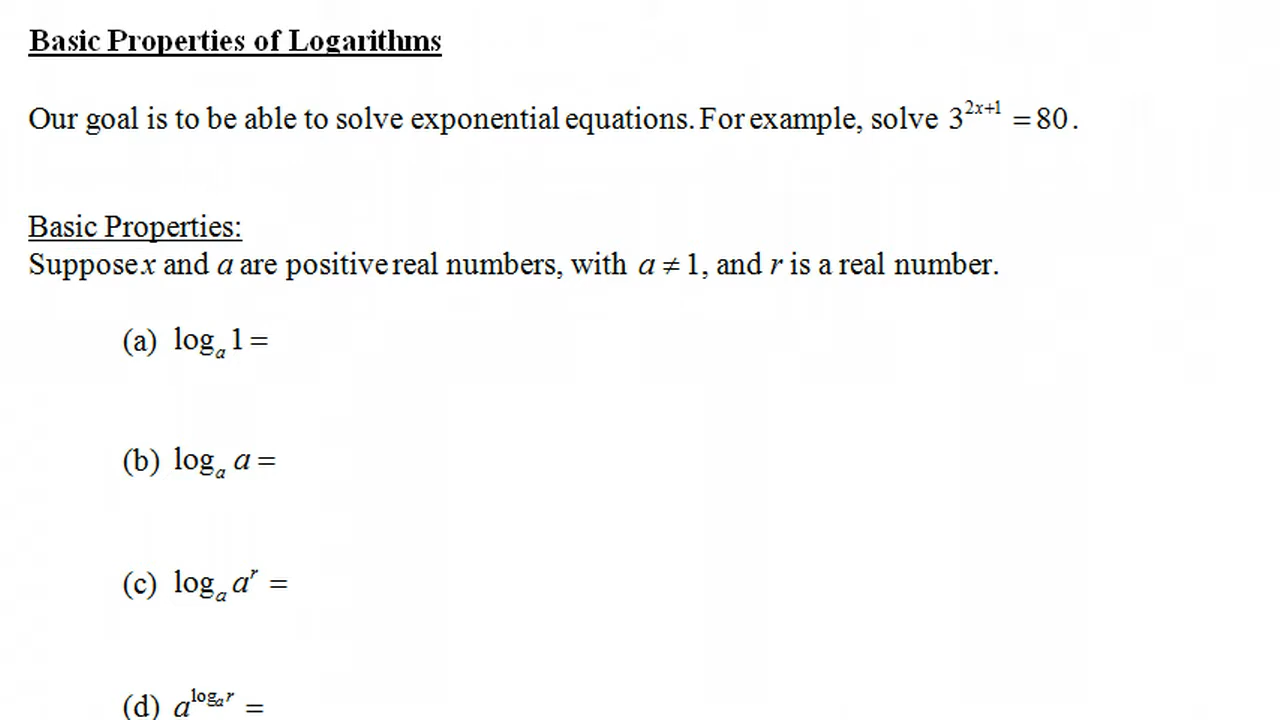 Basic Properties of Logarithms
Our goal is to be able to solve exponential equations. For example, solve 3^{2x+1} = 80.
Basic Properties:
Suppose x and a are positive real numbers, with a ≠ 1, and r is a real number.
(a) log_a 1 =
(b) log_a a =
(c) log_a a^r =
(d) a^{log_a r} =